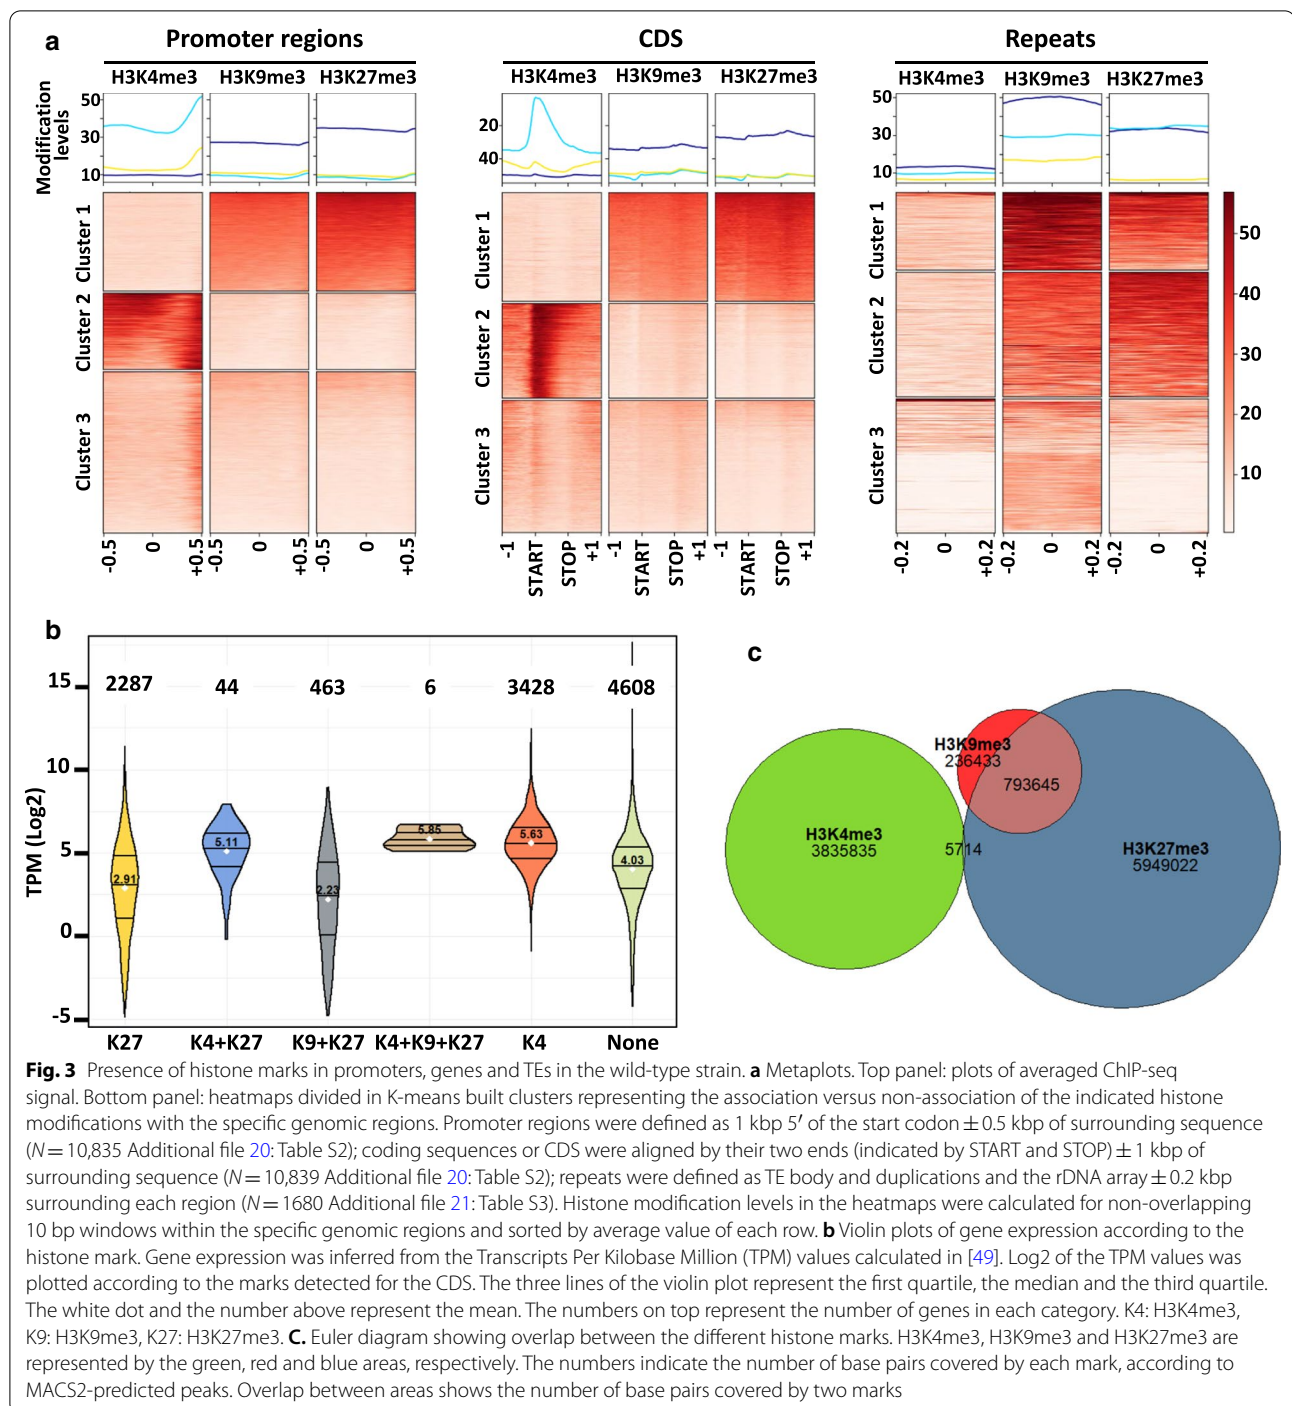 a
Promoter regions
CDS
Repeats
H3K4me3 H3K9me3 H3K27me3
H3K4me3 H3K9me3 H3K27me3
H3K4me3 H3K9me3 H3K27me3
Modification levels
50
30
10
20
40
50
30
10
Cluster 1
Cluster 2
Cluster 3
Cluster 1
Cluster 2
Cluster 3
Cluster 1
Cluster 2
Cluster 3
50
40
30
20
10
-0.5 0 +0.5 -0.5 0 +0.5 -0.5 0 +0.5
-1 START STOP +1 -1 START STOP +1 -1 START STOP +1
-0.2 0 +0.2 -0.2 0 +0.2 -0.2 0 +0.2
b
TPM (Log2)
15
10
5
0
-5
2287 44 463 6 3428 4608
2.91 5.11 2.23 5.85 5.63 4.03
K27 K4+K27 K9+K27 K4+K9+K27 K4 None
c
H3K9me3
236433
793645
H3K4me3
3835835
5714
H3K27me3
5949022
Fig. 3 Presence of histone marks in promoters, genes and TEs in the wild-type strain. a Metaplots. Top panel: plots of averaged ChIP-seq
signal. Bottom panel: heatmaps divided in K-means built clusters representing the association versus non-association of the indicated histone
modifications with the specific genomic regions. Promoter regions were defined as 1 kbp 5′ of the start codon ± 0.5 kbp of surrounding sequence
(N = 10,835 Additional file 20: Table S2); coding sequences or CDS were aligned by their two ends (indicated by START and STOP) ± 1 kbp of
surrounding sequence (N = 10,839 Additional file 20: Table S2); repeats were defined as TE body and duplications and the rDNA array ± 0.2 kbp
surrounding each region (N = 1680 Additional file 21: Table S3). Histone modification levels in the heatmaps were calculated for non-overlapping
10 bp windows within the specific genomic regions and sorted by average value of each row. b Violin plots of gene expression according to the
histone mark. Gene expression was inferred from the Transcripts Per Kilobase Million (TPM) values calculated in [49]. Log2 of the TPM values was
plotted according to the marks detected for the CDS. The three lines of the violin plot represent the first quartile, the median and the third quartile.
The white dot and the number above represent the mean. The numbers on top represent the number of genes in each category. K4: H3K4me3,
K9: H3K9me3, K27: H3K27me3. C. Euler diagram showing overlap between the different histone marks. H3K4me3, H3K9me3 and H3K27me3 are
represented by the green, red and blue areas, respectively. The numbers indicate the number of base pairs covered by each mark, according to
MACS2-predicted peaks. Overlap between areas shows the number of base pairs covered by two marks